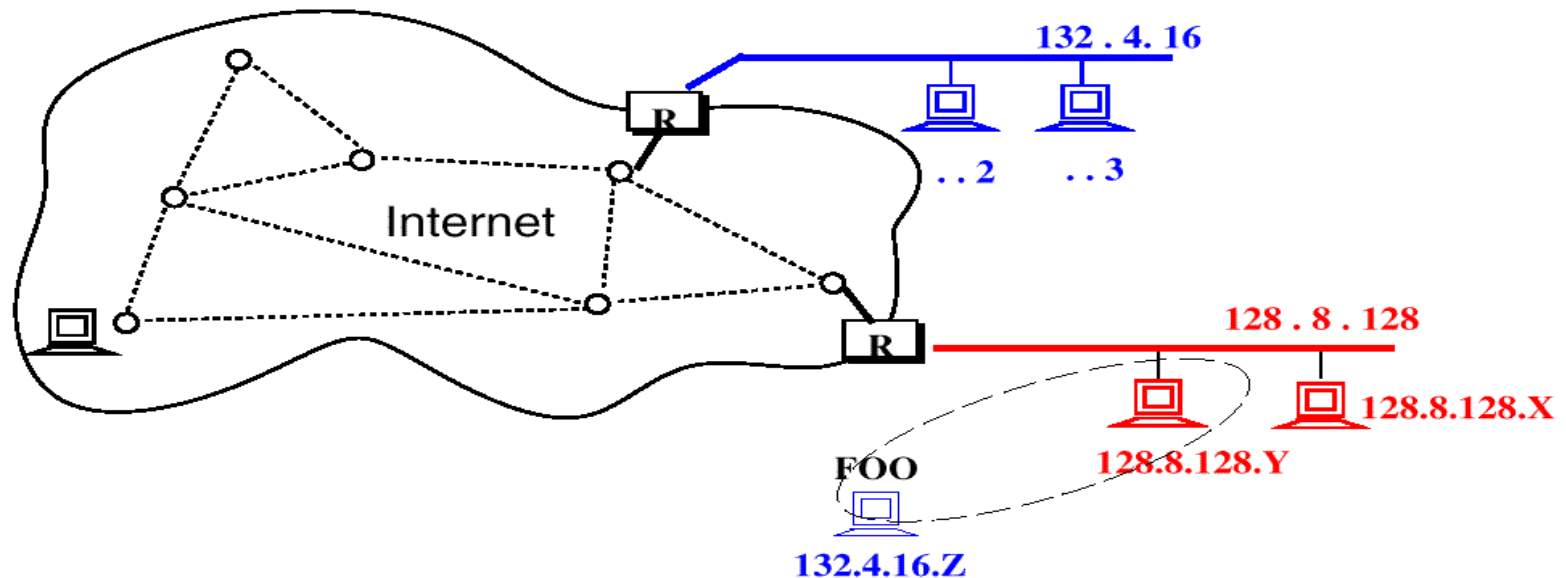 132 . 4. 16
R
. . 2
. . 3
Internet
128 . 8 . 128
R
128.8.128.X
128.8.128.Y
FOO
132.4.16.Z